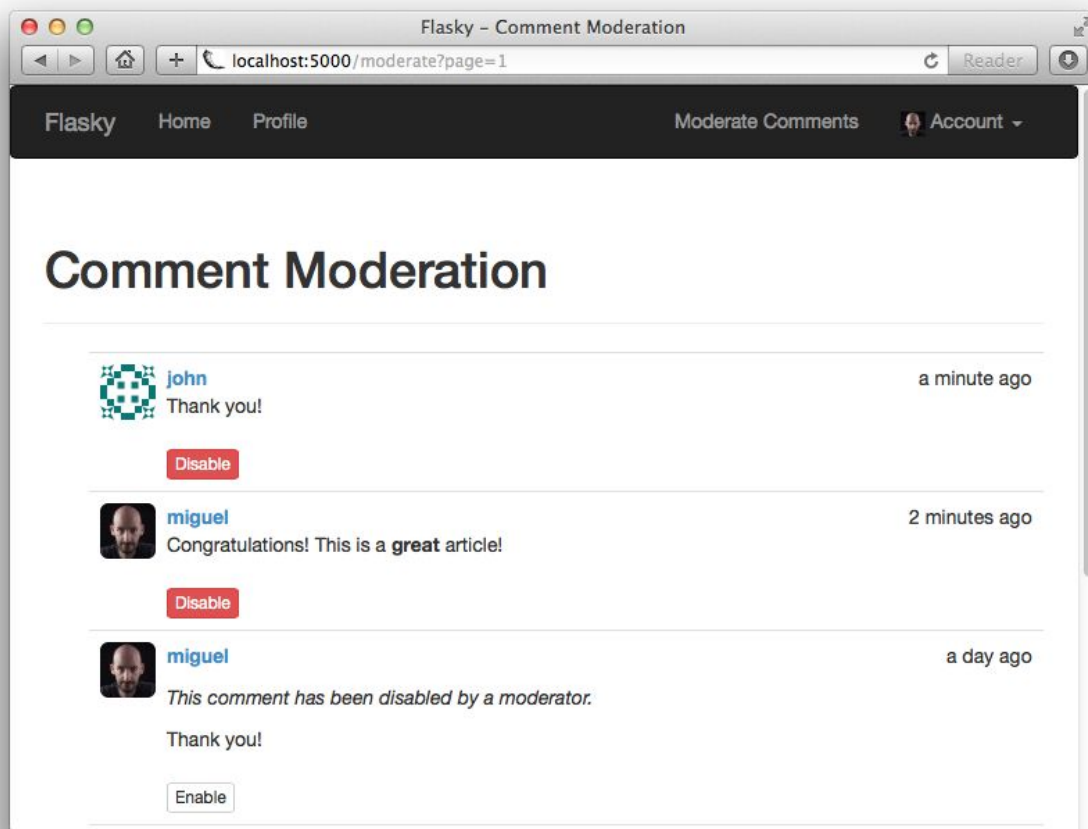 Flasky – Comment Moderation
localhost:5000/moderate?page=1 Reader
Flasky Home Profile Moderate Comments Account
Comment Moderation
john a minute ago
Thank you!
Disable
miguel 2 minutes ago
Congratulations! This is a great article!
Disable
miguel a day ago
This comment has been disabled by a moderator.
Thank you!
Enable